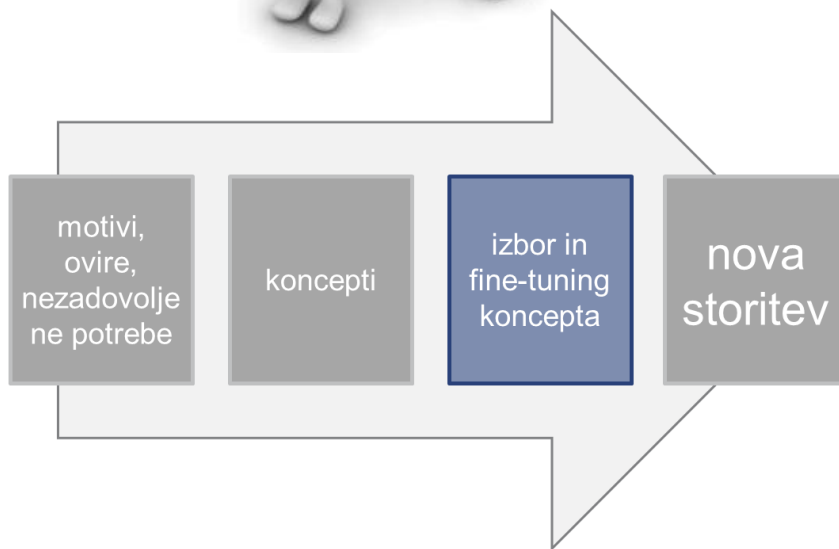 motivi,
ovire,
nezadovolje
ne potrebe
koncepti
izbor in
fine-tuning
koncepta
nova
storitev